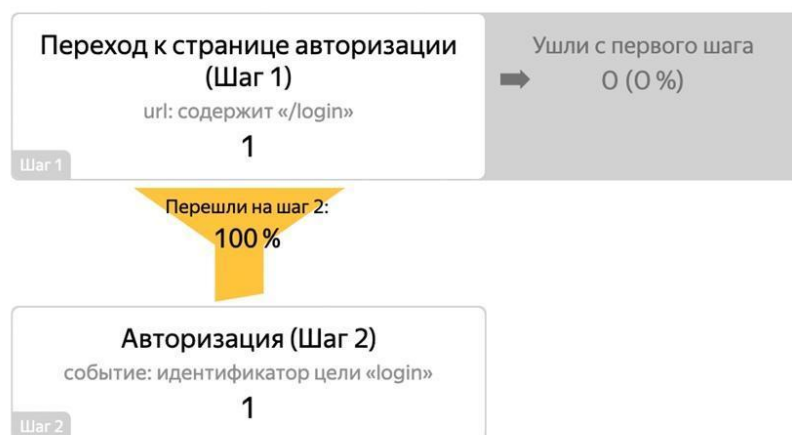 Переход к странице авторизации
(Шаг 1)
url: содержит «/login»
1
Шаг 1
Ушли с первого шага
0 (0 %)
Перешли на шаг 2:
100 %
Авторизация (Шаг 2)
событие: идентификатор цели «login»
1
Шаг 2